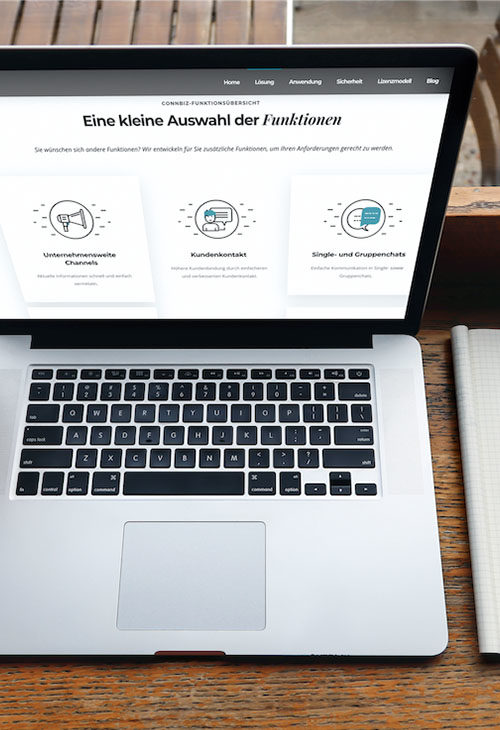 Home Lösung Anwendung Sicherheit Lizenzmodell Blog
CONNBIZ-FUNKTIONSÜBERSICHT
Eine kleine Auswahl der Funktionen
Sie wünschen sich andere Funktionen? Wir entwickeln für Sie zusätzliche Funktionen, um Ihren Anforderungen gerecht zu werden.
Unternehmensweite
Channels
Aktuelle Informationen schnell und einfach
vermitteln.
Kundenkontakt
Höhere Kundenbindung durch einfacheren
und verbesserten Kundenkontakt.
Single- und Gruppenchats
Einfache Kommunikation in Single- sowie
Gruppenchats.
esc
1 2 3 4 5 6 7 8 9 0 delete
tab Q W E R T Y U I O P
caps lock A S D F G H J K L enter return
shift Z X C V B N M shift
fn control option command command option